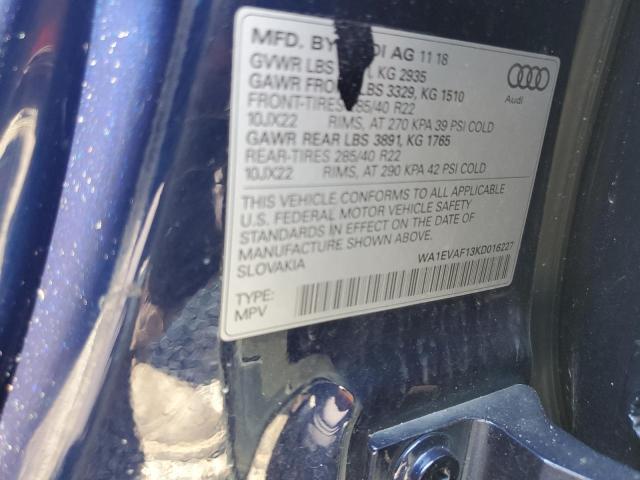 MFD. BY AUDI AG 11 18
GVWR LBS KG 2935
GAWR FRONT LBS 3329, KG 1510
FRONT-TIRES 285/40 R22
10JX22 RIMS, AT 270 KPA 39 PSI COLD
GAWR REAR LBS 3891, KG 1765
REAR-TIRES 285/40 R22
10JX22 RIMS, AT 290 KPA 42 PSI COLD
Audi
THIS VEHICLE CONFORMS TO ALL APPLICABLE
U.S. FEDERAL MOTOR VEHICLE SAFETY
STANDARDS IN EFFECT ON THE DATE OF
MANUFACTURE SHOWN ABOVE.
SLOVAKIA
WA1EVAF13KD016227
TYPE:
MPV